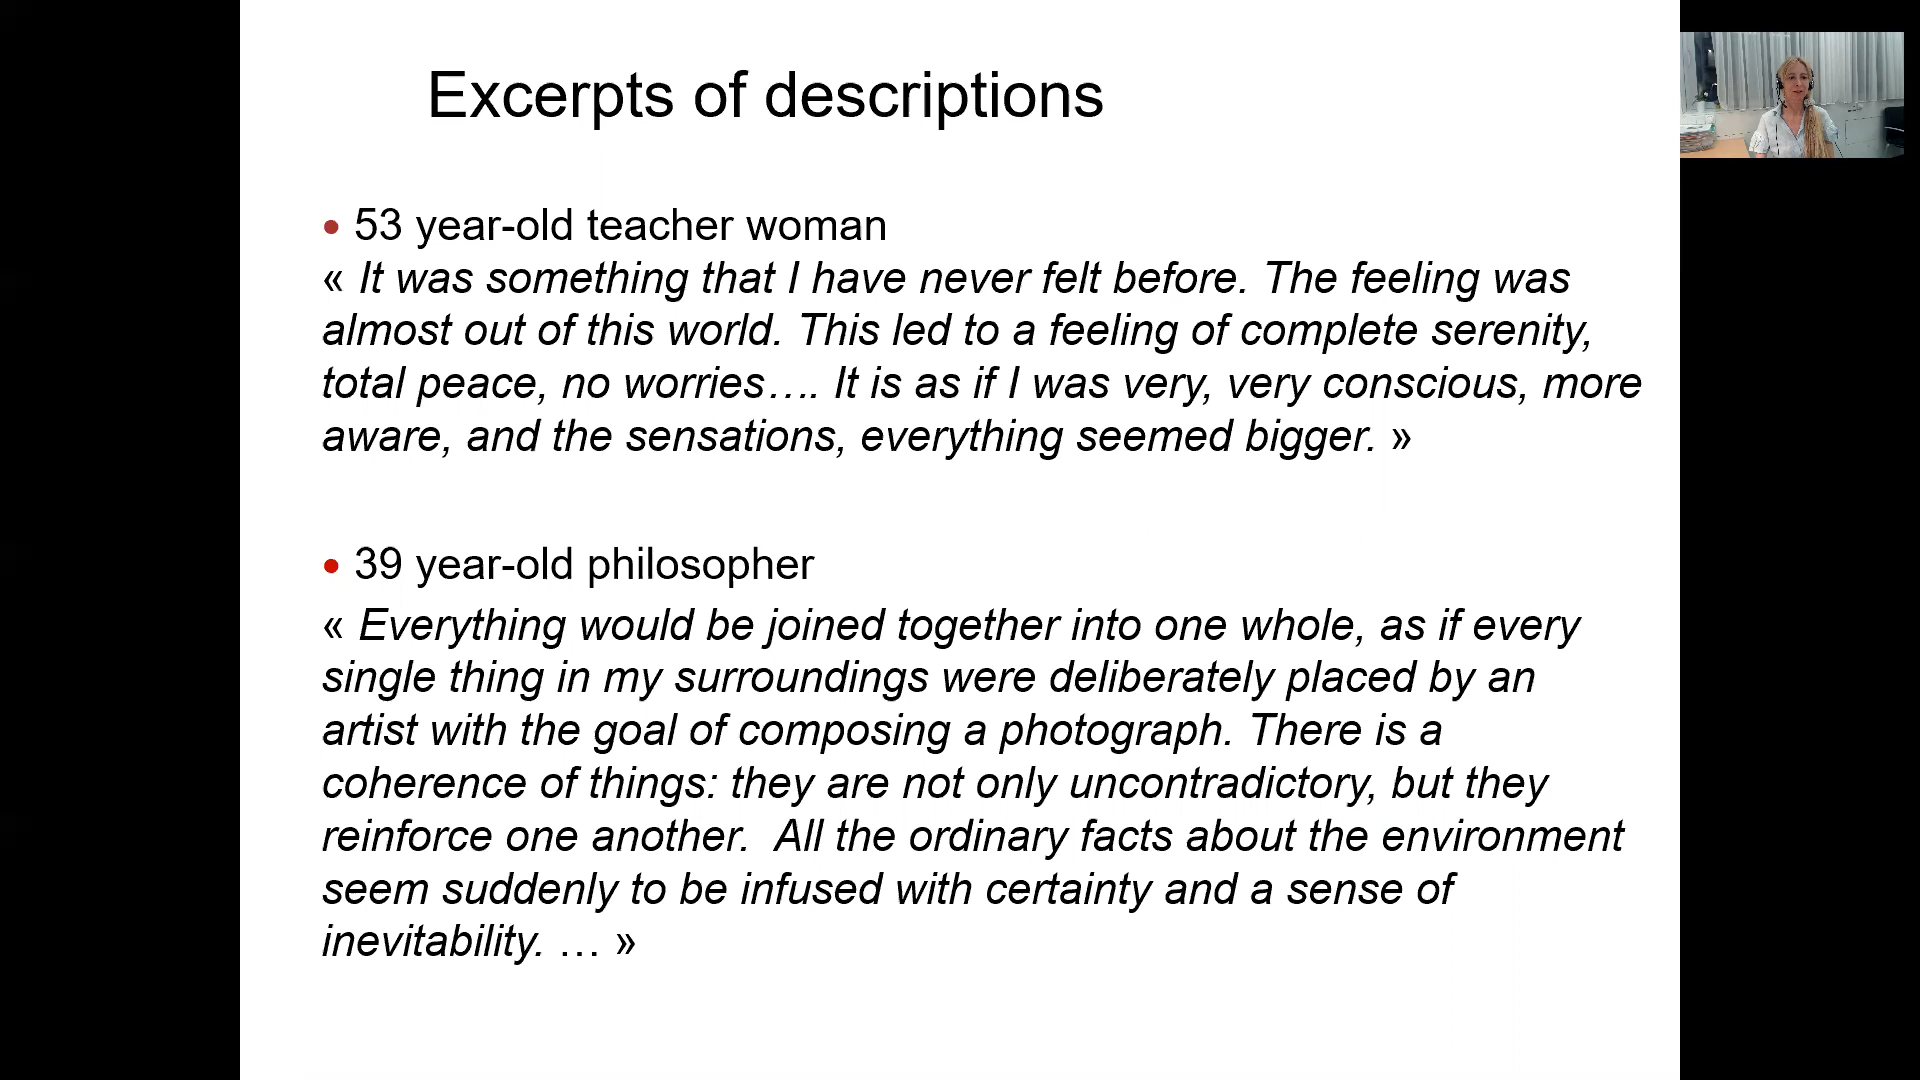 Excerpts of descriptions
• 53 year-old teacher woman
« It was something that I have never felt before. The feeling was
almost out of this world. This led to a feeling of complete serenity,
total peace, no worries…. It is as if I was very, very conscious, more
aware, and the sensations, everything seemed bigger. »
• 39 year-old philosopher
« Everything would be joined together into one whole, as if every
single thing in my surroundings were deliberately placed by an
artist with the goal of composing a photograph. There is a
coherence of things: they are not only uncontradictory, but they
reinforce one another.  All the ordinary facts about the environment
seem suddenly to be infused with certainty and a sense of
inevitability. … »